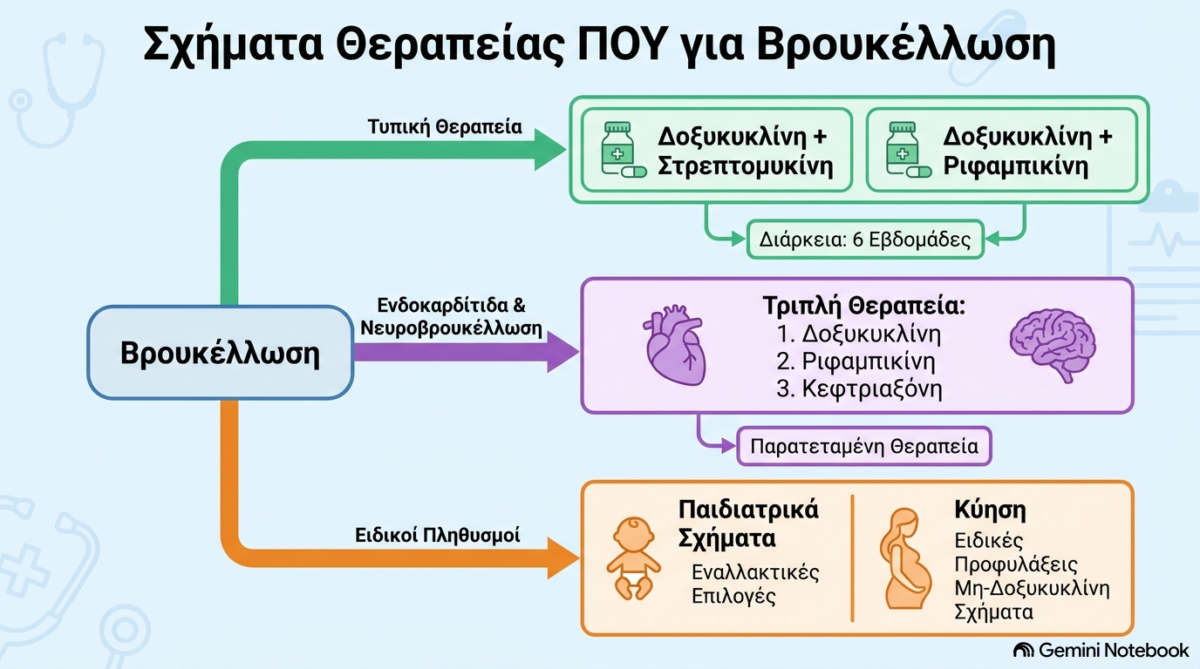 Σχήματα Θεραπείας ΠΟΥ για Βρουκέλλωση
Τυπική Θεραπεία
Δοξυκυκλίνη +
Στρεπτομυκίνη
Δοξυκυκλίνη +
Ριφαμπικίνη
Διάρκεια: 6 Εβδομάδες
Βρουκέλλωση
Ενδοκαρδίτιδα &
Νευροβρουκέλλωση
Τριπλή Θεραπεία:
1. Δοξυκυκλίνη
2. Ριφαμπικίνη
3. Κεφτριαξόνη
Παρατεταμένη Θεραπεία
Ειδικοί Πληθυσμοί
Παιδιατρικά
Σχήματα
Εναλλακτικές
Επιλογές
Κύηση
Ειδικές
Προφυλάξεις
Μη-Δοξυκυκλίνη
Σχήματα
Gemini Notebook